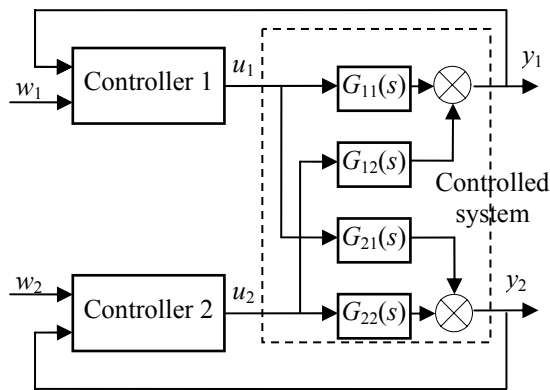 Controller 1
w₁
u₁
G₁₁(s)
y₁
G₁₂(s)
Controlled
system
G₂₁(s)
w₂
Controller 2
u₂
G₂₂(s)
y₂